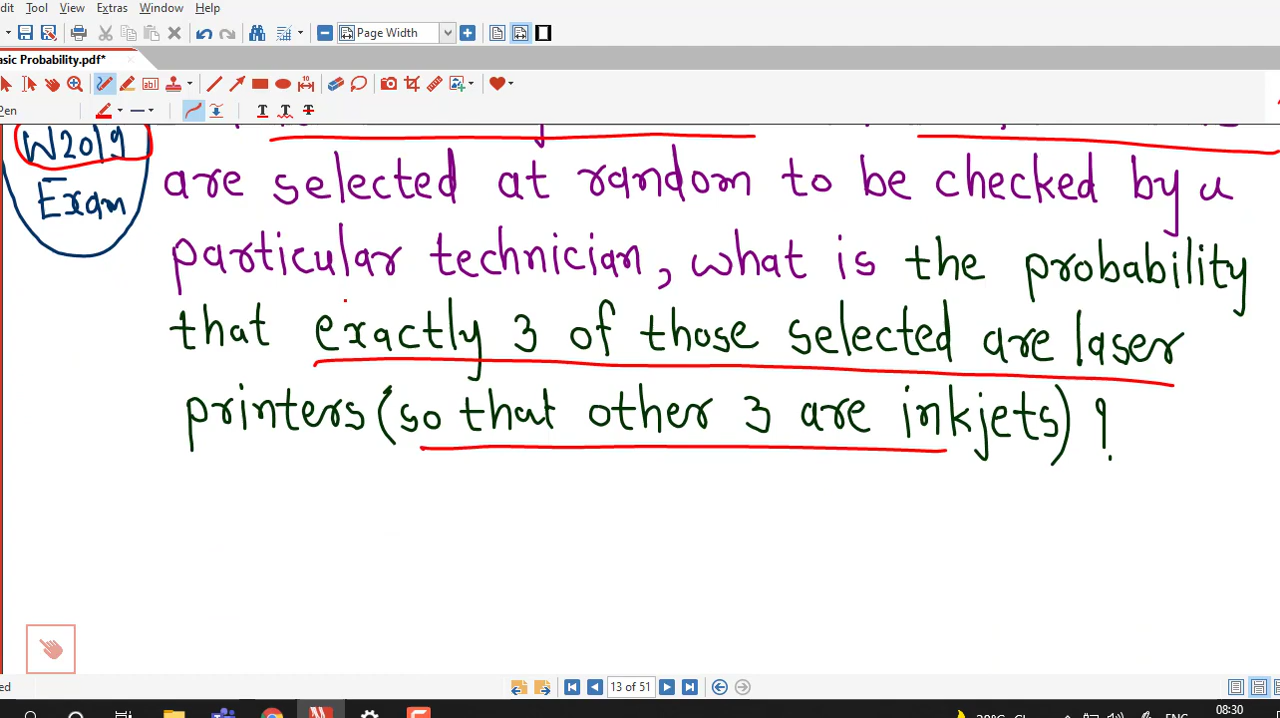 dit Tool View Extras Window Help
Page Width
asic Probability.pdf*
Pen
W2019
Exam
are selected at random to be checked by a
particular technician, what is the probability
that exactly 3 of those selected are laser
printers (so that other 3 are inkjets) ?
13 of 51
ed
08:30
ENG